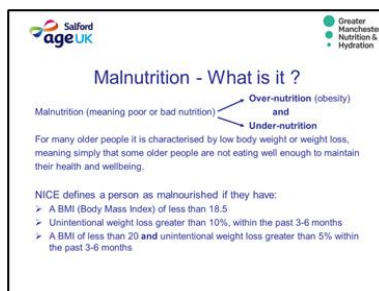 Salford
age UK
Greater
Manchester
Nutrition &
Hydration
Malnutrition - What is it ?
Over-nutrition (obesity)
Malnutrition (meaning poor or bad nutrition)
and
Under-nutrition
For many older people it is characterised by low body weight or weight loss,
meaning simply that some older people are not eating well enough to maintain
their health and wellbeing.
NICE defines a person as malnourished if they have:
➢ A BMI (Body Mass Index) of less than 18.5
➢ Unintentional weight loss greater than 10%, within the past 3-6 months
➢ A BMI of less than 20 and unintentional weight loss greater than 5% within
the past 3-6 months